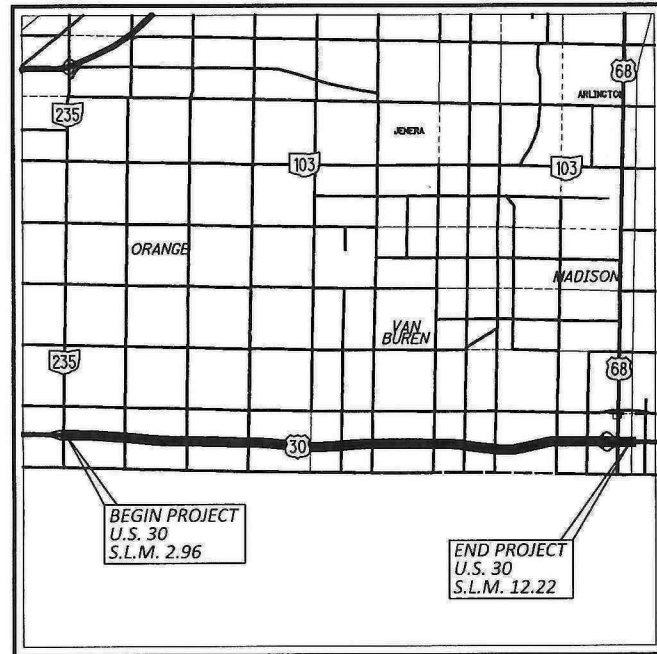 68
ARLINGTON
235
JENERA
103
103
ORANGE
MADISON
VAN
BUREN
235
68
30
BEGIN PROJECT
U.S. 30
S.L.M. 2.96
END PROJECT
U.S. 30
S.L.M. 12.22